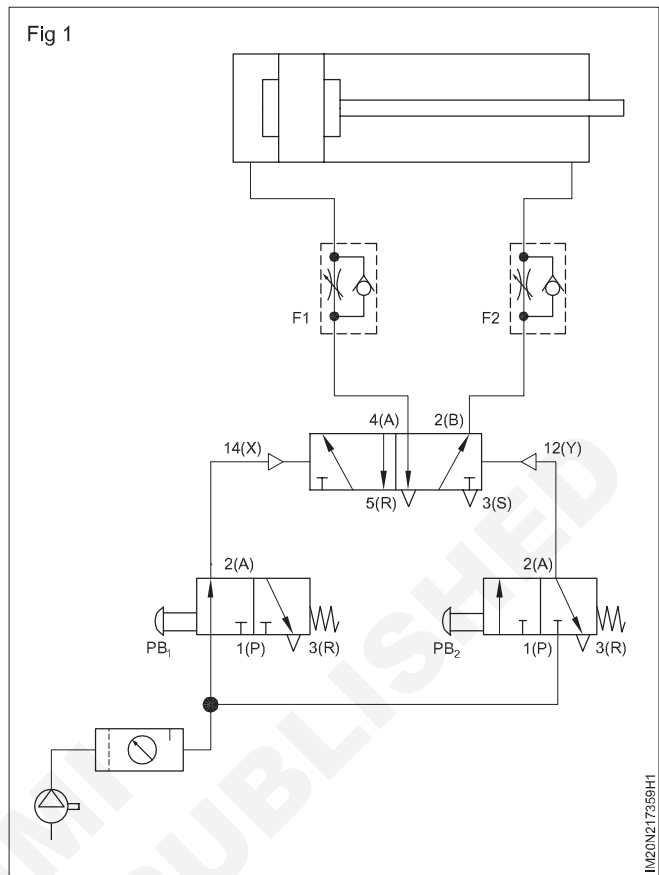 Fig 1
F1
F2
4(A) 2(B)
14(X)
12(Y)
5(R) 3(S)
2(A)
2(A)
PB1
1(P) 3(R)
PB2
1(P) 3(R)
IM20N217359H1
PUBLISHED